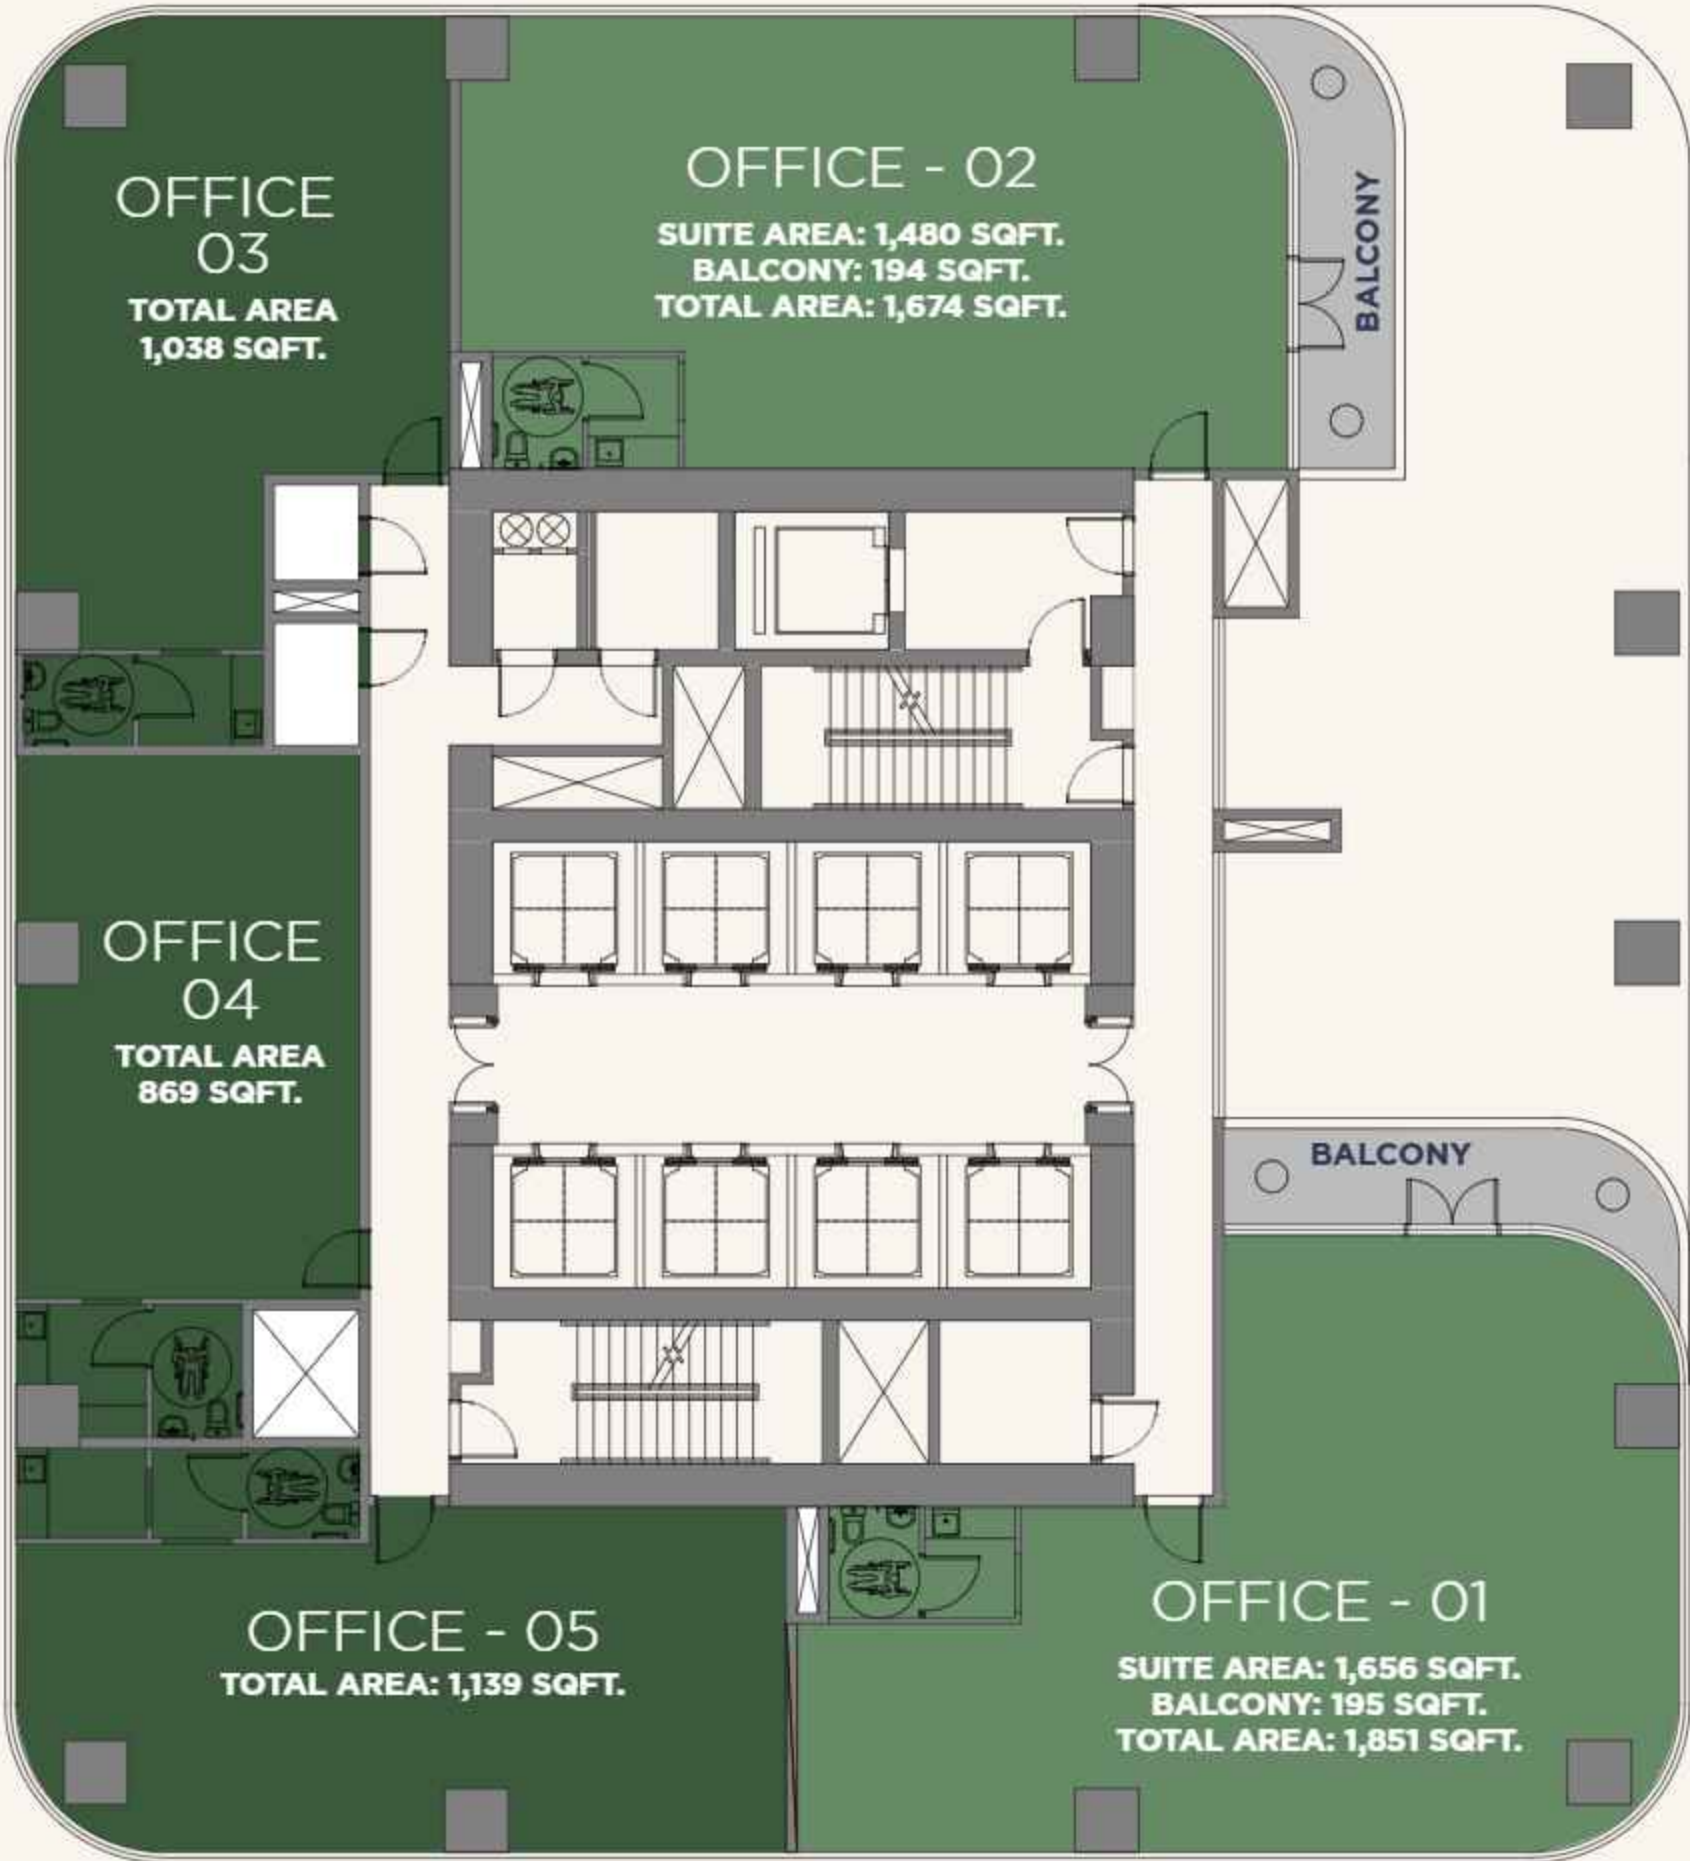 OFFICE
03
TOTAL AREA
1,038 SQFT.
OFFICE - 02
SUITE AREA: 1,480 SQFT.
BALCONY: 194 SQFT.
TOTAL AREA: 1,674 SQFT.
BALCONY
OFFICE
04
TOTAL AREA
869 SQFT.
BALCONY
OFFICE - 05
TOTAL AREA: 1,139 SQFT.
OFFICE - 01
SUITE AREA: 1,656 SQFT.
BALCONY: 195 SQFT.
TOTAL AREA: 1,851 SQFT.